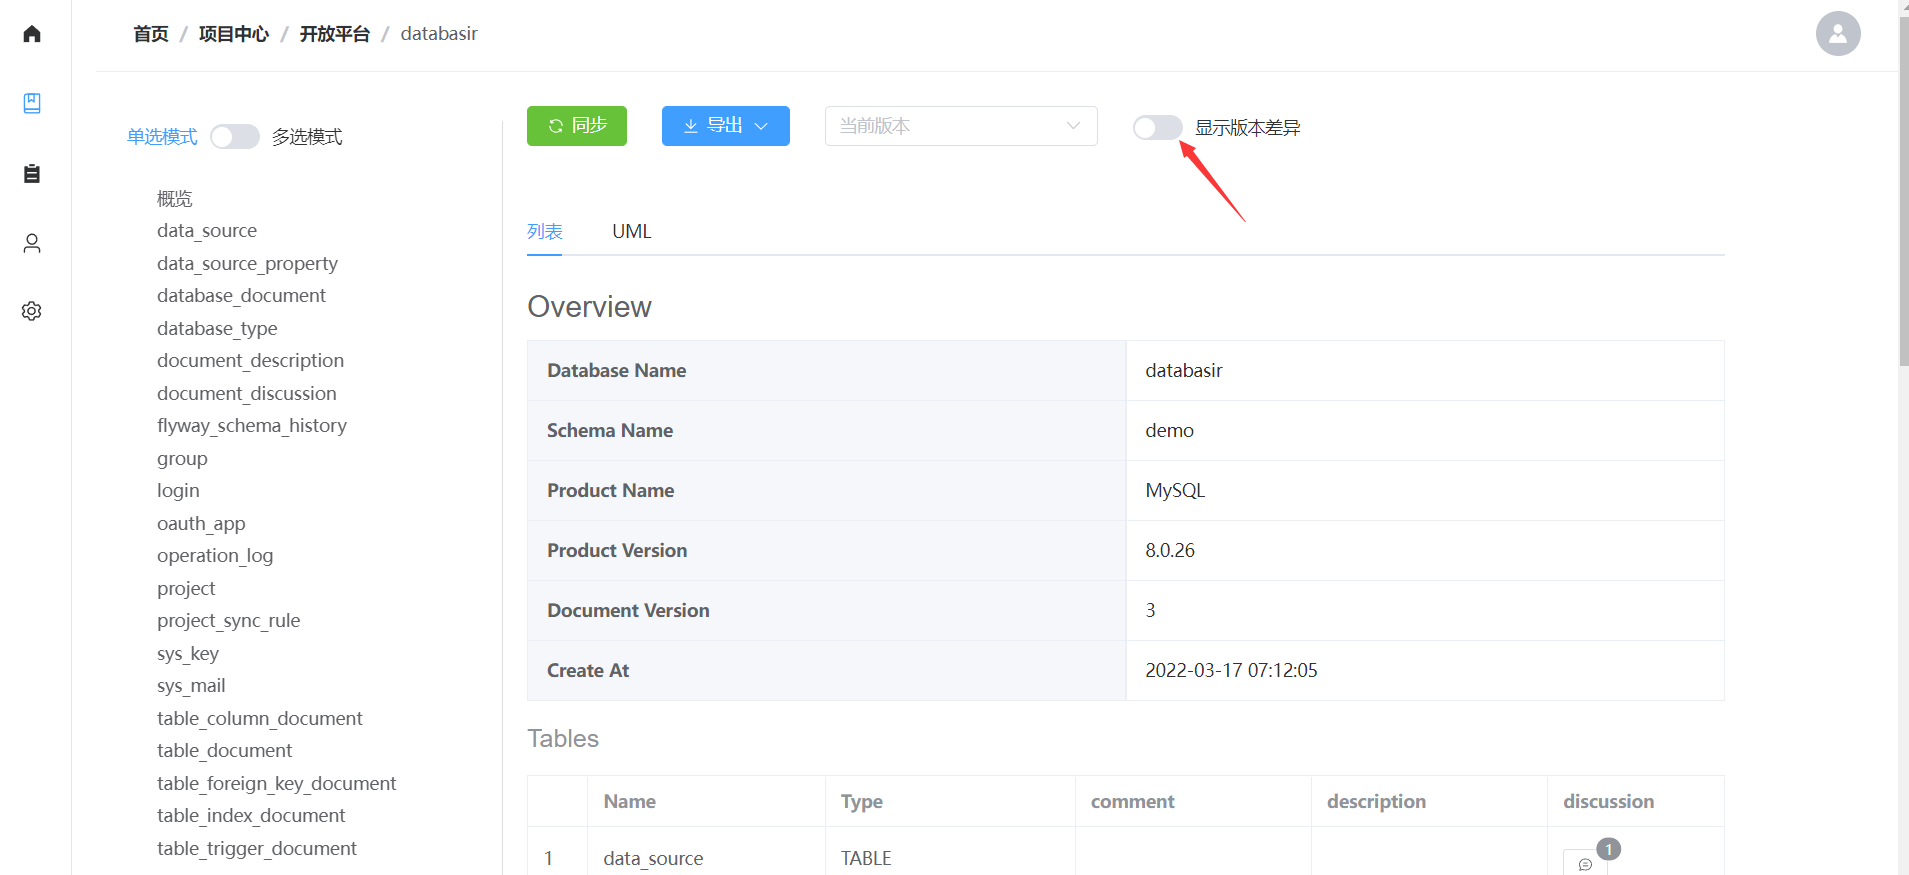 首页 / 项目中心 / 开放平台 / databasir
单选模式 多选模式
概览
data_source
data_source_property
database_document
database_type
document_description
document_discussion
flyway_schema_history
group
login
oauth_app
operation_log
project
project_sync_rule
sys_key
sys_mail
table_column_document
table_document
table_foreign_key_document
table_index_document
table_trigger_document
同步 导出 当前版本 显示版本差异
列表 UML
Overview
Database Name databasir
Schema Name demo
Product Name MySQL
Product Version 8.0.26
Document Version 3
Create At 2022-03-17 07:12:05
Tables
Name Type comment description discussion
1 data_source TABLE 1